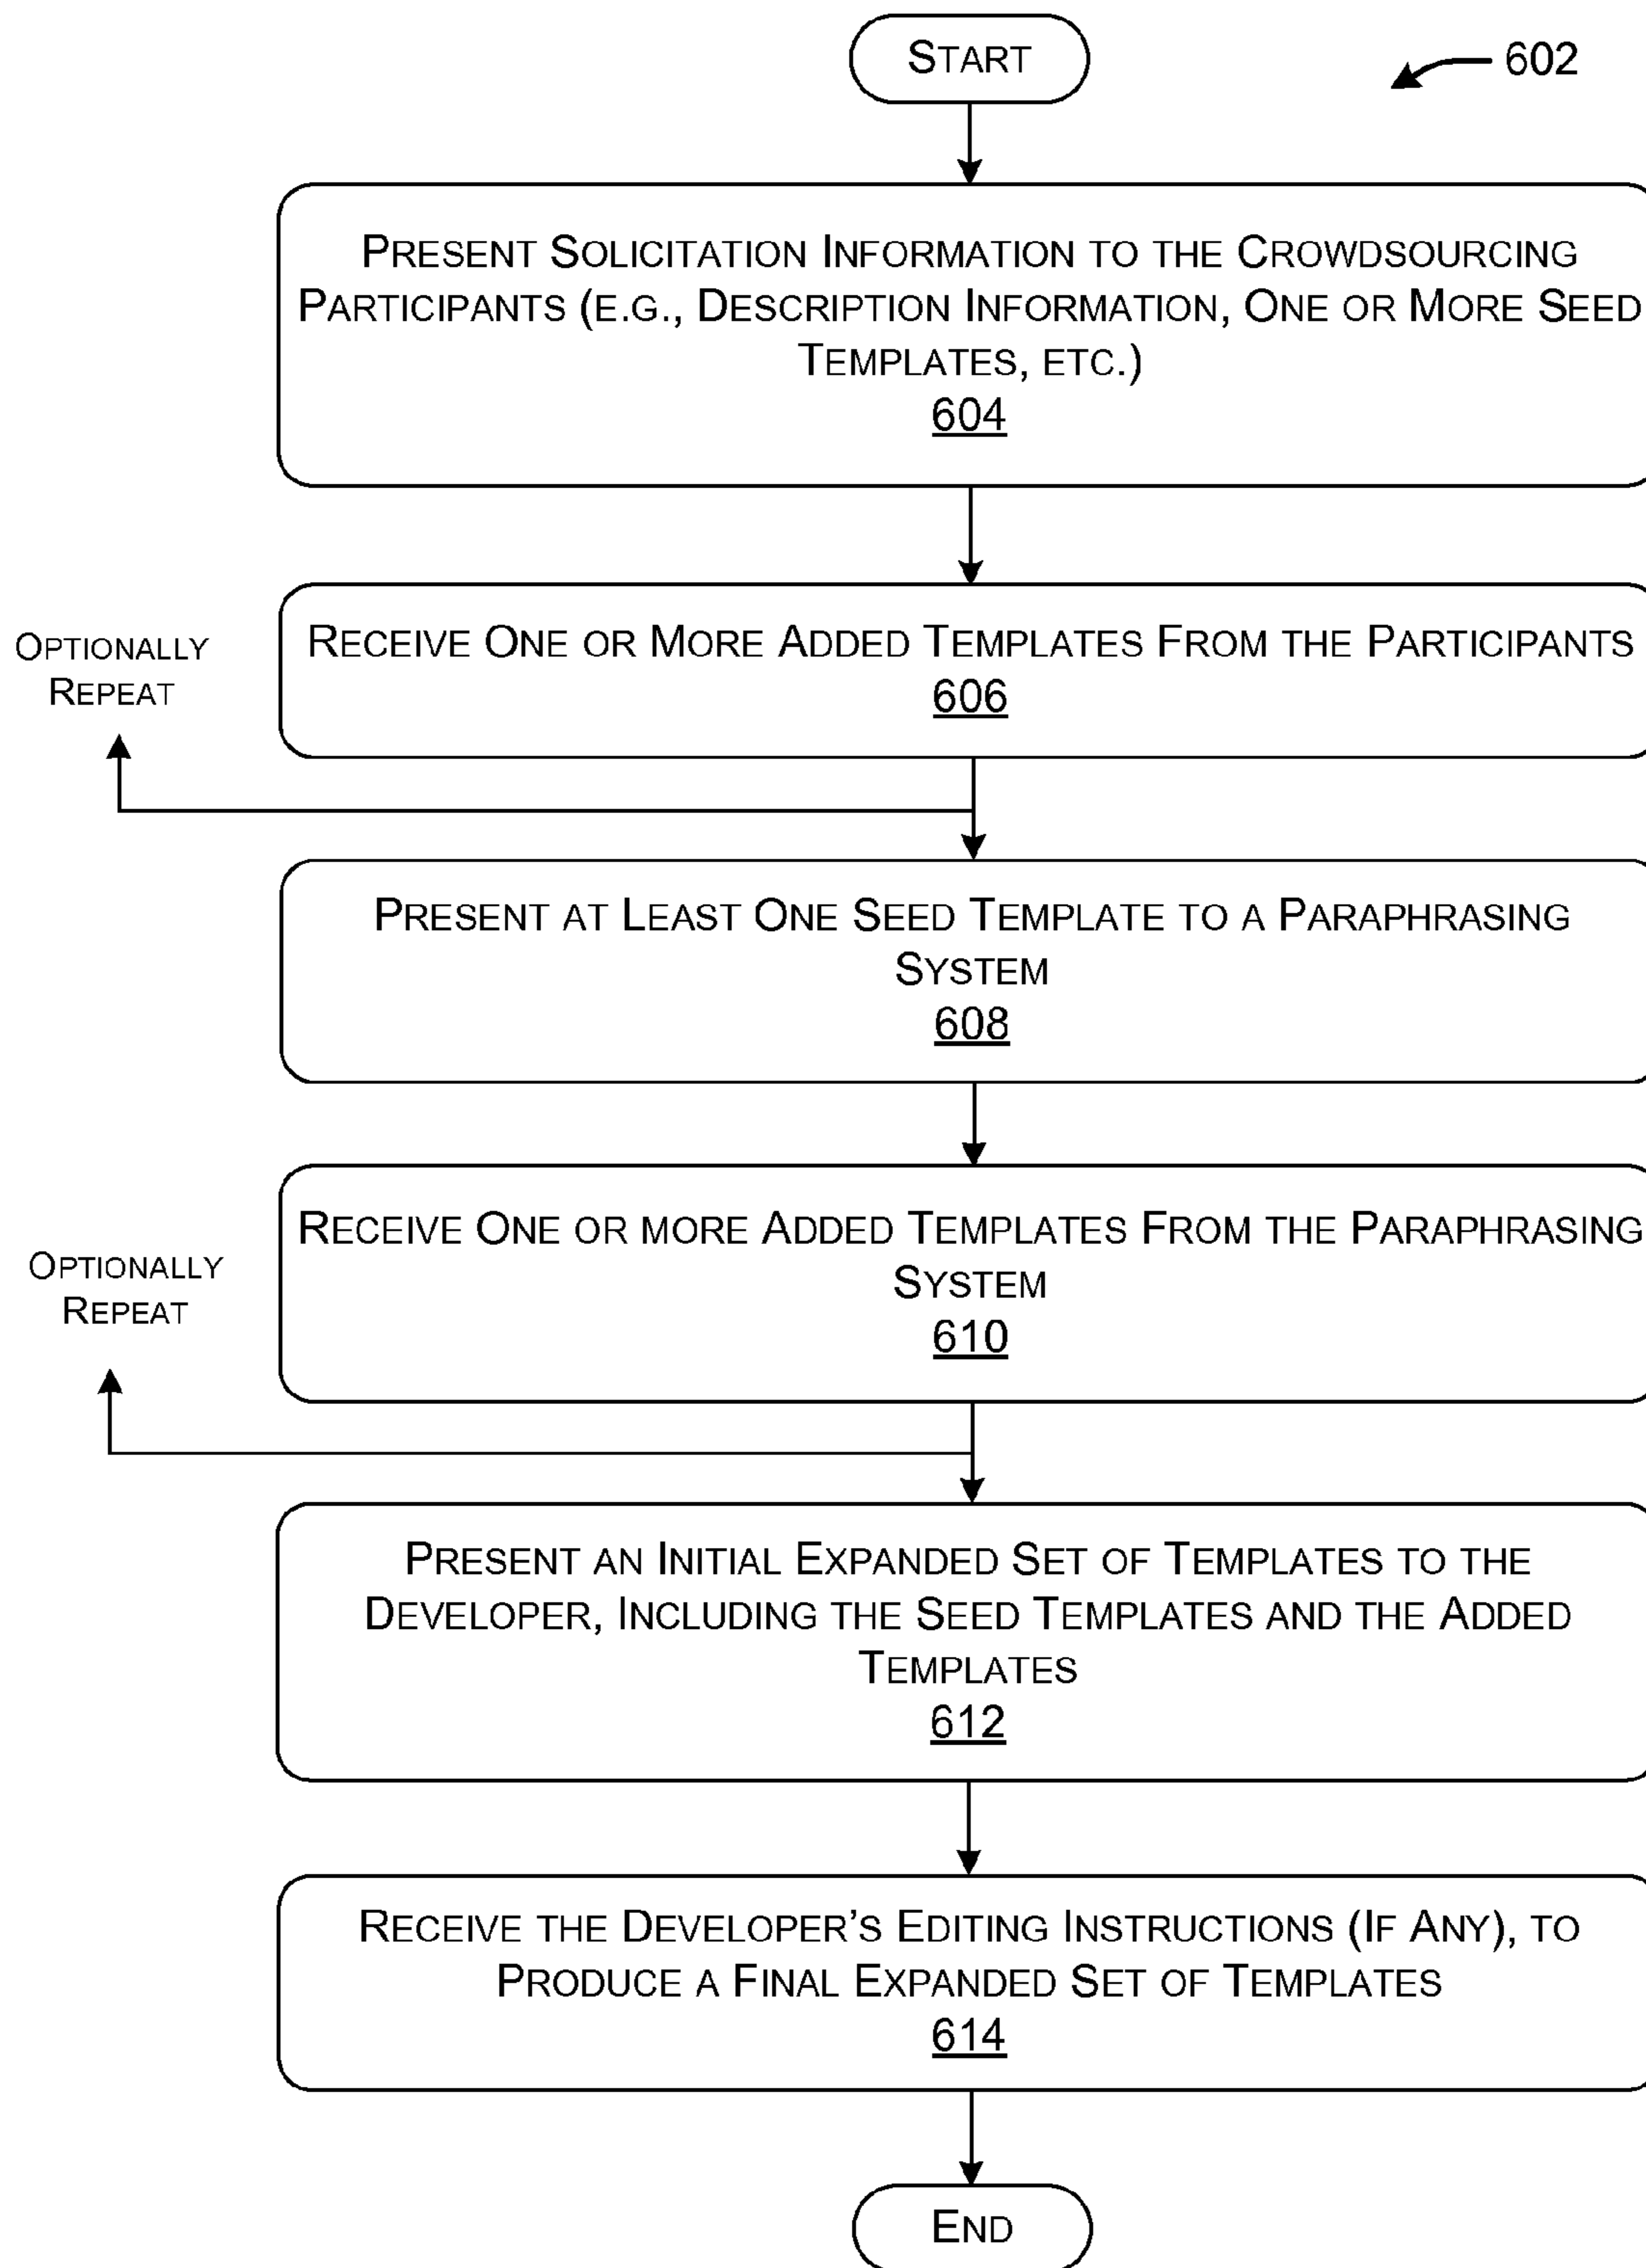 START
602
PRESENT SOLICITATION INFORMATION TO THE CROWDSOURCING
PARTICIPANTS (E.G., DESCRIPTION INFORMATION, ONE OR MORE SEED
TEMPLATES, ETC.)
604
RECEIVE ONE OR MORE ADDED TEMPLATES FROM THE PARTICIPANTS
606
OPTIONALLY
REPEAT
PRESENT AT LEAST ONE SEED TEMPLATE TO A PARAPHRASING
SYSTEM
608
RECEIVE ONE OR MORE ADDED TEMPLATES FROM THE PARAPHRASING
SYSTEM
610
OPTIONALLY
REPEAT
PRESENT AN INITIAL EXPANDED SET OF TEMPLATES TO THE
DEVELOPER, INCLUDING THE SEED TEMPLATES AND THE ADDED
TEMPLATES
612
RECEIVE THE DEVELOPER'S EDITING INSTRUCTIONS (IF ANY), TO
PRODUCE A FINAL EXPANDED SET OF TEMPLATES
614
END